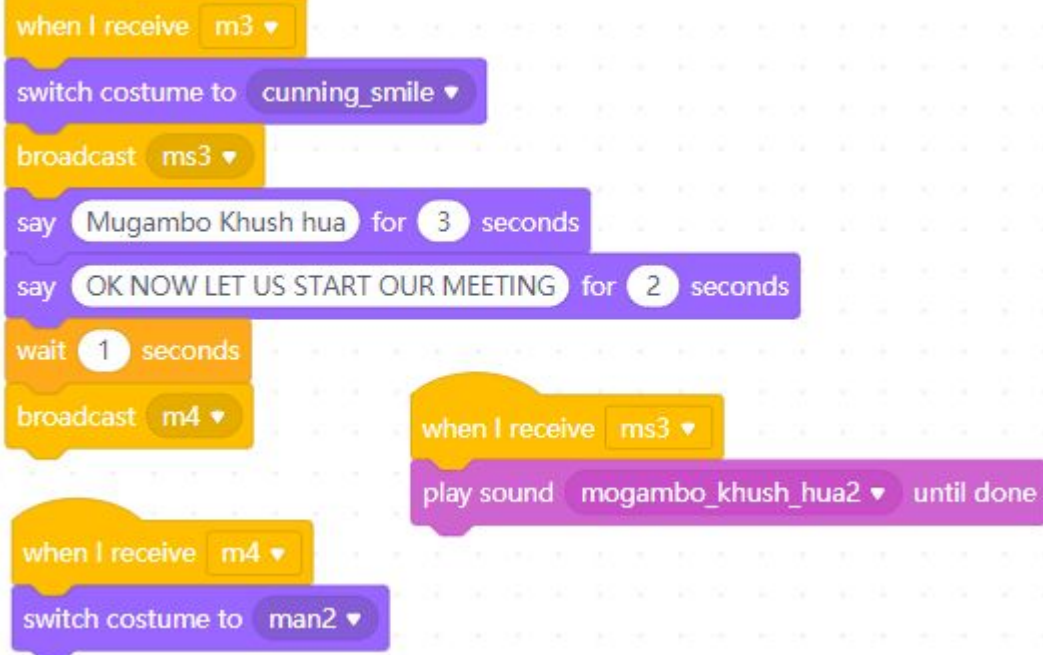 when I receive m3
switch costume to cunning_smile
broadcast ms3
say Mugambo Khush hua for 3 seconds
say OK NOW LET US START OUR MEETING for 2 seconds
wait 1 seconds
broadcast m4
when I receive ms3
play sound mogambo_khush_hua2 until done
when I receive m4
switch costume to man2